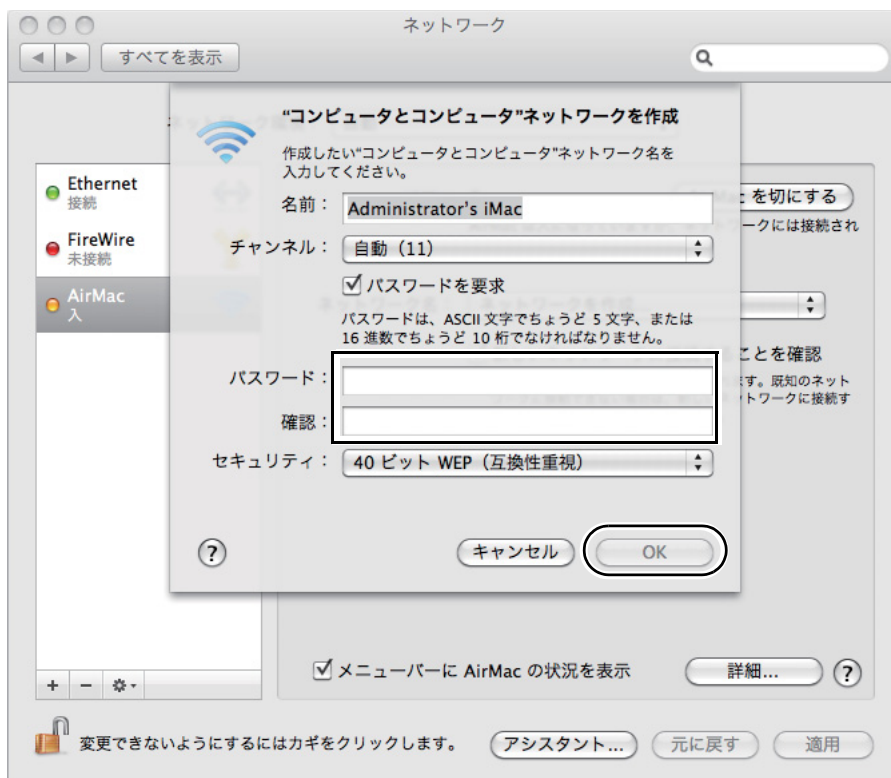 ネットワーク
すべてを表示
“コンピュータとコンピュータ”ネットワークを作成
作成したい“コンピュータとコンピュータ”ネットワーク名を
入力してください。
名前： Administrator's iMac
チャンネル： 自動（11）
パスワードを要求
パスワードは、ASCII 文字でちょうど 5 文字、または
16 進数でちょうど 10 桁でなければなりません。
パスワード：
確認：
セキュリティ： 40 ビット WEP（互換性重視）
? キャンセル OK
Ethernet
接続
FireWire
未接続
AirMac
入
を切にする
ークには接続され
ことを確認
ます。既知のネット
トワークに接続す
メニューバーに AirMac の状況を表示
詳細... ?
変更できないようにするにはカギをクリックします。
アシスタント... 元に戻す 適用